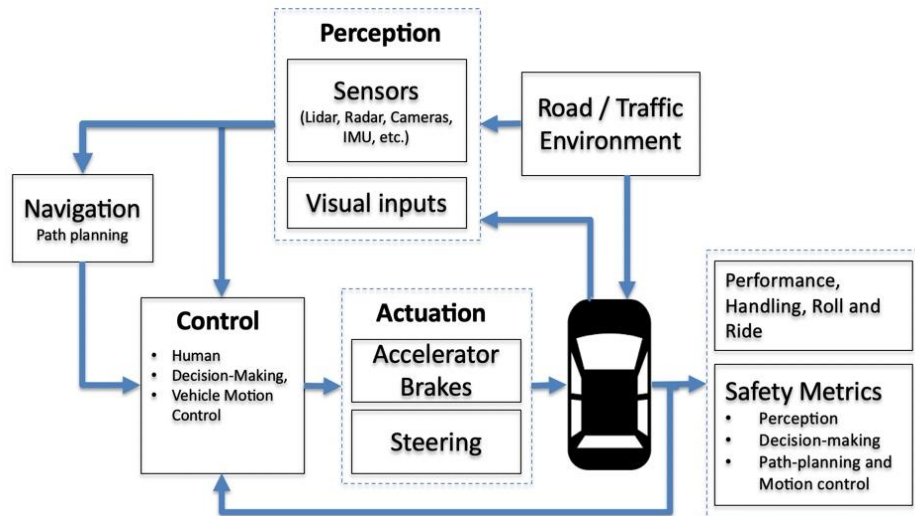 Perception
Sensors
(Lidar, Radar, Cameras,
IMU, etc.)
Visual inputs
Road / Traffic
Environment
Navigation
Path planning
Control
• Human
• Decision-Making,
• Vehicle Motion
Control
Actuation
Accelerator
Brakes
Steering
Performance,
Handling, Roll and
Ride
Safety Metrics
• Perception
• Decision-making
• Path-planning and
Motion control